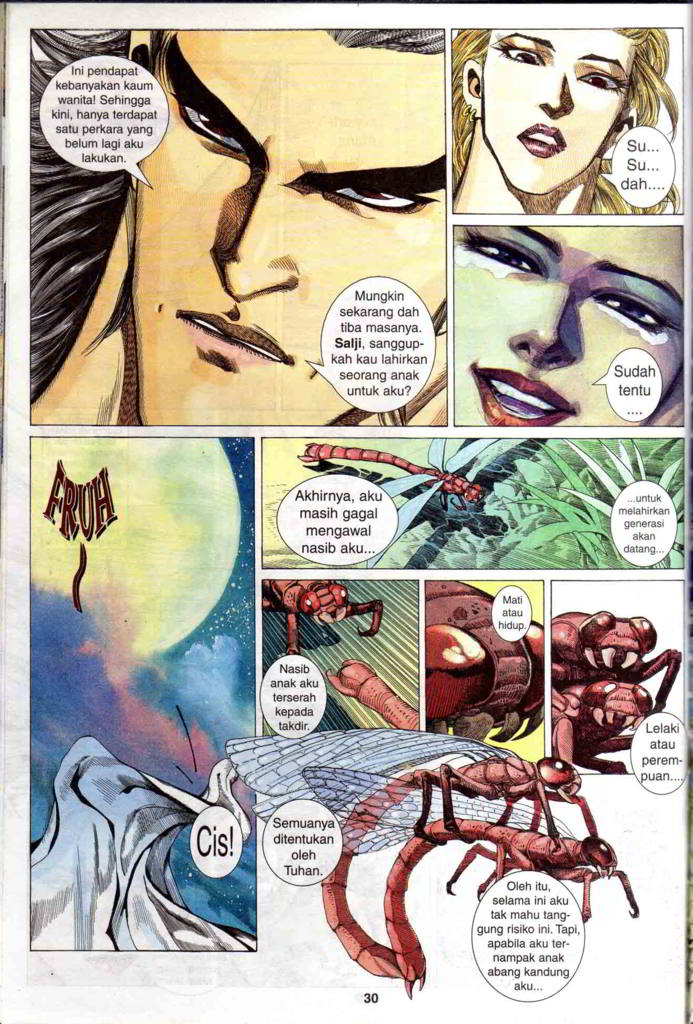 Ini pendapat
kebanyakan kaum
wanita! Sehingga
kini, hanya terdapat
satu perkara yang
belum lagi aku
lakukan.
Mungkin
sekarang dah
tiba masanya.
Salji, sanggup-
kah kau lahirkan
seorang anak
untuk aku?
Su...
Su...
dah....
Sudah
tentu
....
FRUH
Cis!
Akhirnya, aku
masih gagal
mengawal
nasib aku...
...untuk
melahirkan
generasi
akan
datang...
Nasib
anak aku
terserah
kepada
takdir.
Mati
atau
hidup.
Lelaki
atau
perem-
puan....
Semuanya
ditentukan
oleh
Tuhan.
Oleh itu,
selama ini aku
tak mahu tang-
gung risiko ini. Tapi,
apabila aku ter-
nampak anak
abang kandung
aku...
30